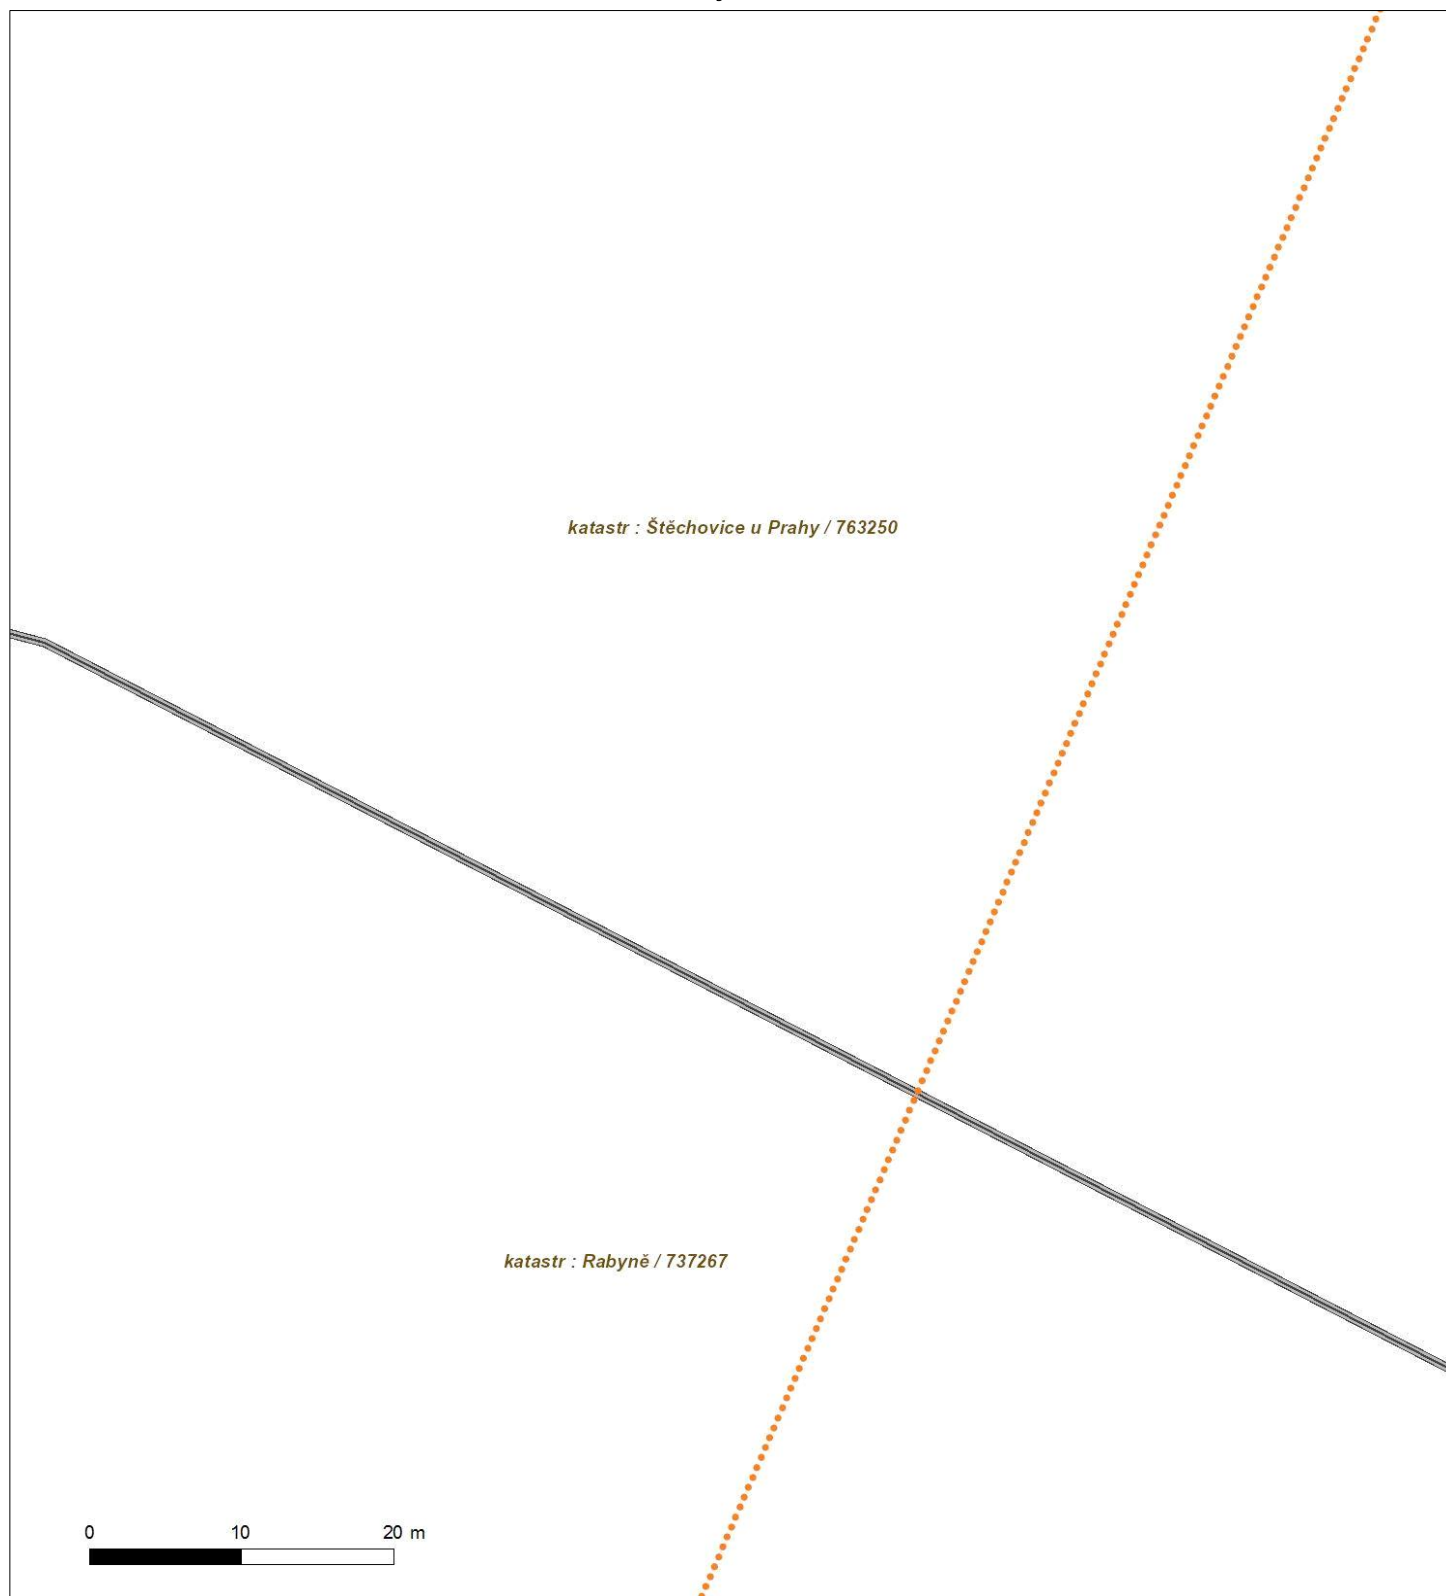 katastr : Štěchovice u Prahy / 763250
katastr : Rabyně / 737267
0 10 20 m